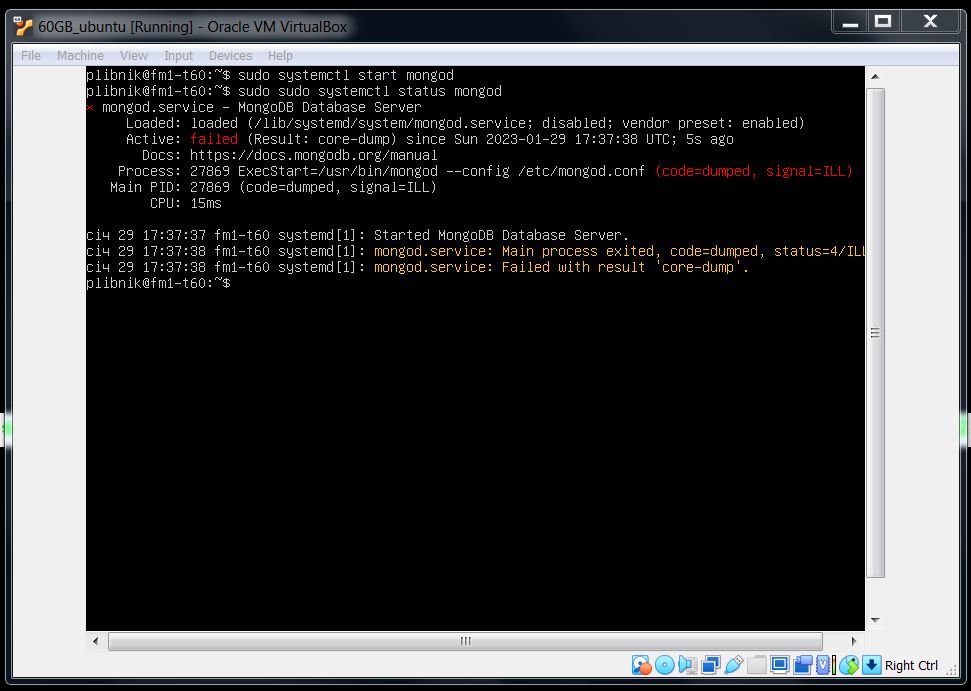 60GB_ubuntu [Running] - Oracle VM VirtualBox
File Machine View Input Devices Help
plibnik@fm1-t60:~$ sudo systemctl start mongod
plibnik@fm1-t60:~$ sudo sudo systemctl status mongod
× mongod.service - MongoDB Database Server
Loaded: loaded (/lib/systemd/system/mongod.service; disabled; vendor preset: enabled)
Active: failed (Result: core-dump) since Sun 2023-01-29 17:37:38 UTC; 5s ago
Docs: https://docs.mongodb.org/manual
Process: 27869 ExecStart=/usr/bin/mongod --config /etc/mongod.conf (code=dumped, signal=ILL)
Main PID: 27869 (code=dumped, signal=ILL)
CPU: 15ms
січ 29 17:37:37 fm1-t60 systemd[1]: Started MongoDB Database Server.
січ 29 17:37:38 fm1-t60 systemd[1]: mongod.service: Main process exited, code=dumped, status=4/ILL
січ 29 17:37:38 fm1-t60 systemd[1]: mongod.service: Failed with result 'core-dump'.
plibnik@fm1-t60:~$
Right Ctrl